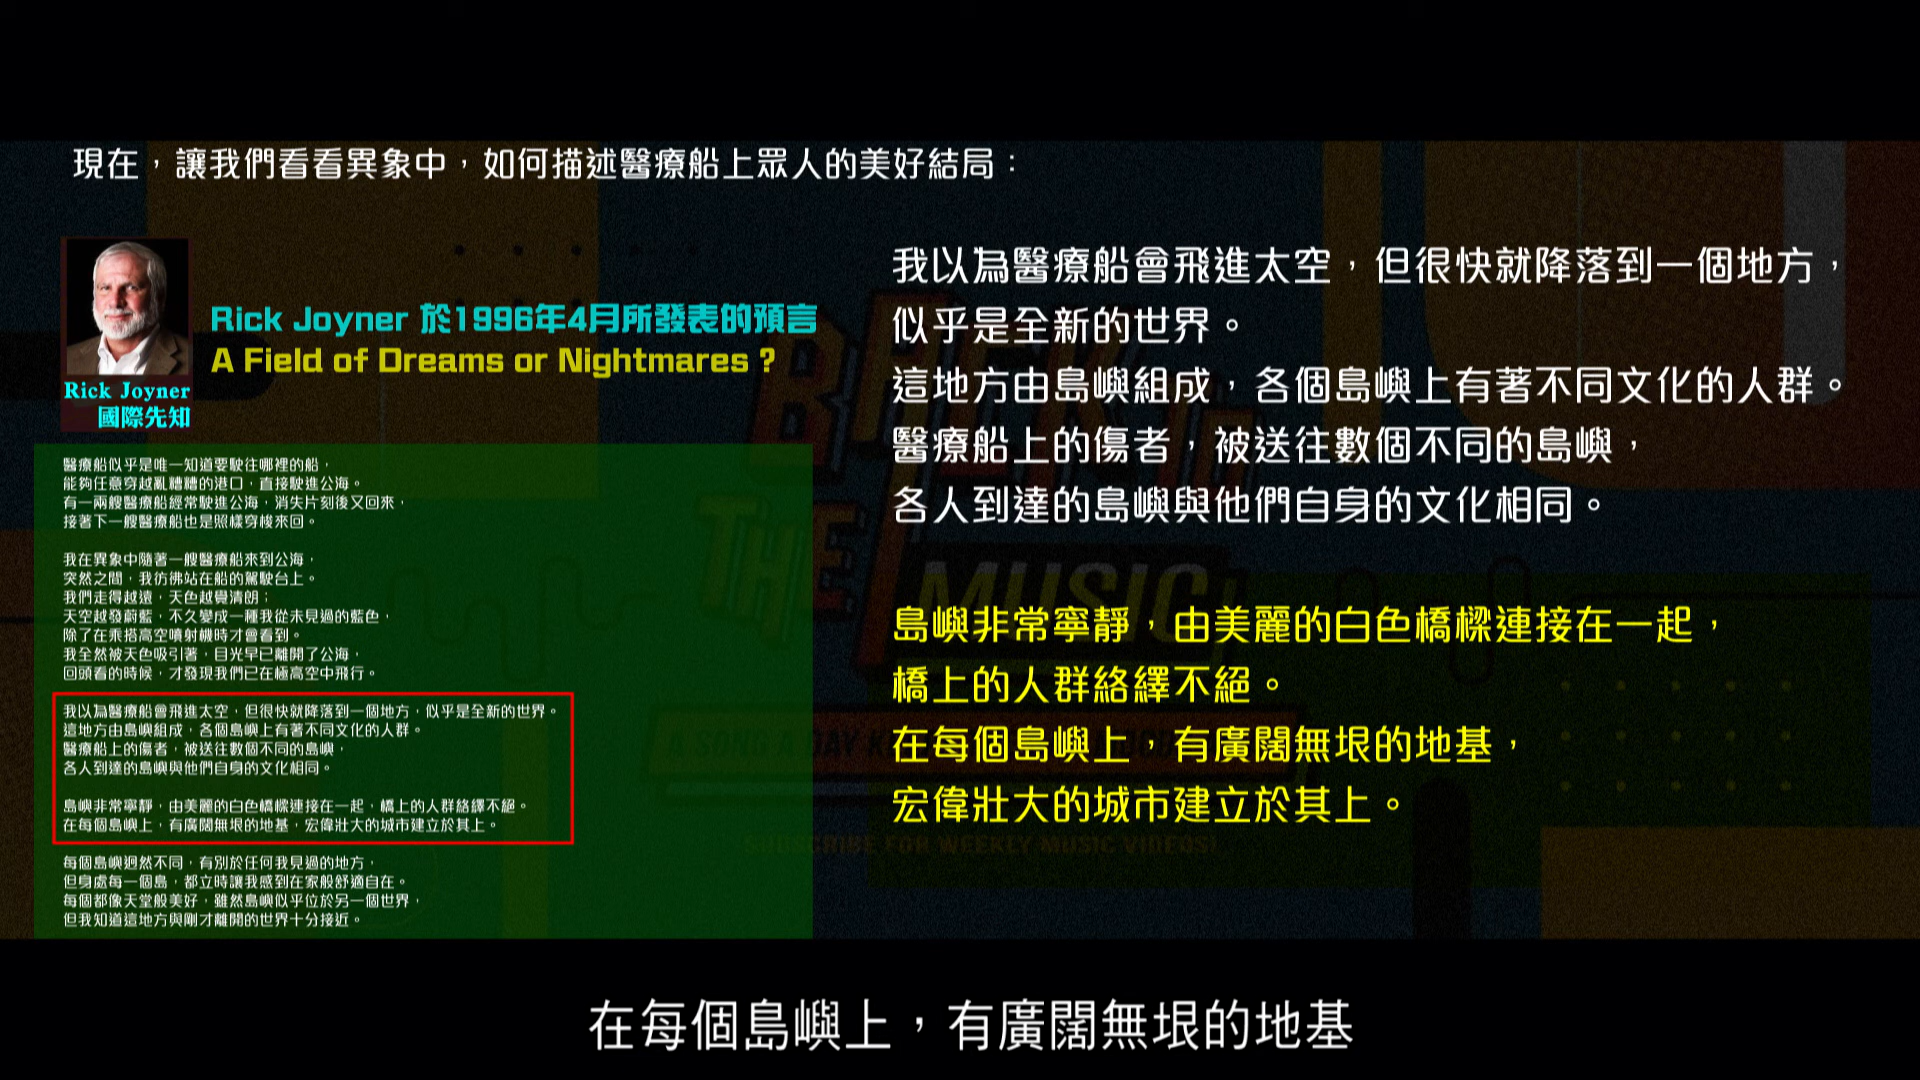 現在，讓我們看看異象中，如何描述醫療船上眾人的美好結局：
Rick Joyner
國際先知
Rick Joyner 於1996年4月所發表的預言
A Field of Dreams or Nightmares ?
醫療船似乎是唯一知道要駛往哪裡的船，
能夠任意穿越亂糟糟的港口，直接駛進公海。
有一兩艘醫療船經常駛進公海，消失片刻後又回來，
接著下一艘醫療船也是照樣穿梭來回。
我在異象中隨著一艘醫療船來到公海，
突然之間，我仿彿站在船的駕駛台上。
我們走得越遠，天色越覺清朗；
天空越發蔚藍，不久變成一種我從未見過的藍色，
除了在乘搭高空噴射機時才會看到。
我全然被天色吸引著，目光早已離開了公海，
回頭看的時候，才發現我們已在極高空中飛行。
我以為醫療船會飛進太空，但很快就降落到一個地方，似乎是全新的世界。
這地方由島嶼組成，各個島嶼上有著不同文化的人群。
醫療船上的傷者，被送往數個不同的島嶼，
各人到達的島嶼與他們自身的文化相同。
島嶼非常寧靜，由美麗的白色橋樑連接在一起，橋上的人群絡繹不絕。
在每個島嶼上，有廣闊無垠的地基，宏偉壯大的城市建立於其上。
每個島嶼迥然不同，有別於任何我見過的地方，
但身處每一個島，都立時讓我感到在家般舒適自在。
每個都像天堂般美好，雖然島嶼似乎位於另一個世界，
但我知道這地方與剛才離開的世界十分接近。
我以為醫療船會飛進太空，但很快就降落到一個地方，
似乎是全新的世界。
這地方由島嶼組成，各個島嶼上有著不同文化的人群。
醫療船上的傷者，被送往數個不同的島嶼，
各人到達的島嶼與他們自身的文化相同。
島嶼非常寧靜，由美麗的白色橋樑連接在一起，
橋上的人群絡繹不絕。
在每個島嶼上，有廣闊無垠的地基，
宏偉壯大的城市建立於其上。
BACK TO
THE
MUSIC
SUBSCRIBE FOR WEEKLY MUSIC VIDEOS!
在每個島嶼上，有廣闊無垠的地基